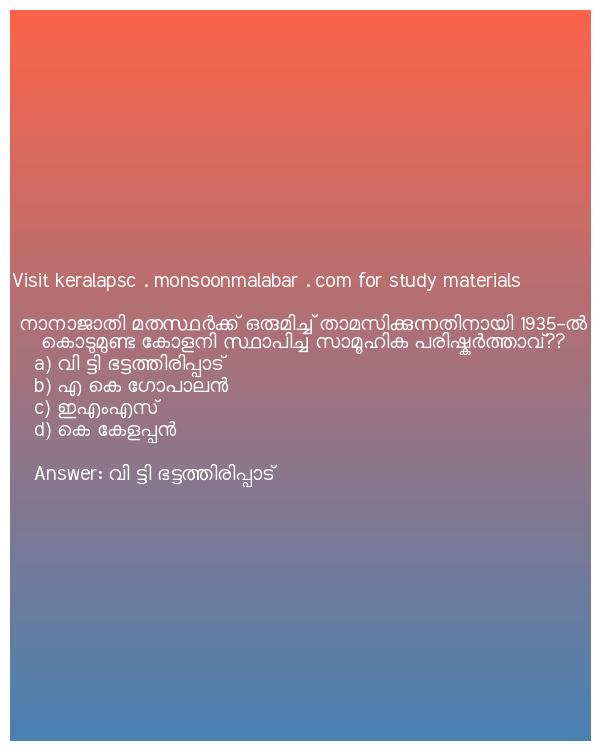 Visit keralapsc . monsoonmalabar . com for study materials
നാനാജാതി മതസ്ഥർക്ക് ഒരുമിച്ച് താമസിക്കുന്നതിനായി 1935-ൽ
കൊടുമുണ്ട കോളനി സ്ഥാപിച്ച സാമൂഹിക പരിഷ്കർത്താവ്??
a) വി ട്ടി ഭട്ടത്തിരിപ്പാട്
b) എ കെ ഗോപാലൻ
c) ഇഎംഎസ്
d) കെ കേളപ്പൻ
Answer: വി ട്ടി ഭട്ടത്തിരിപ്പാട്